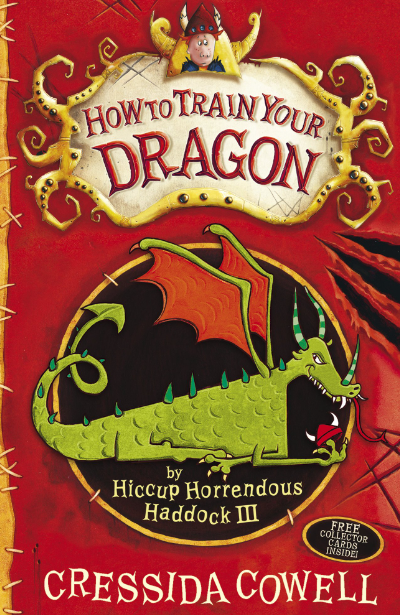 HOW TO TRAIN YOUR
DRAGON
by
Hiccup Horrendous
Haddock III
FREE
COLLECTOR
CARDS
INSIDE!
CRESSIDA COWELL